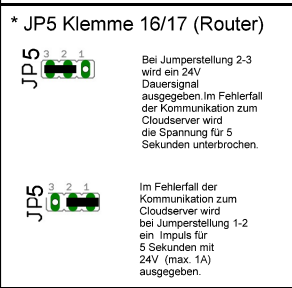 * JP5 Klemme 16/17 (Router)
JP5
3 2 1
Bei Jumperstellung 2-3
wird ein 24V
Dauersignal
ausgegeben.Im Fehlerfall
der Kommunikation zum
Cloudserver wird
die Spannung für 5
Sekunden unterbrochen.
JP5
3 2 1
Im Fehlerfall der
Kommunikation zum
Cloudserver wird
bei Jumperstellung 1-2
ein Impuls für
5 Sekunden mit
24V (max. 1A)
ausgegeben.